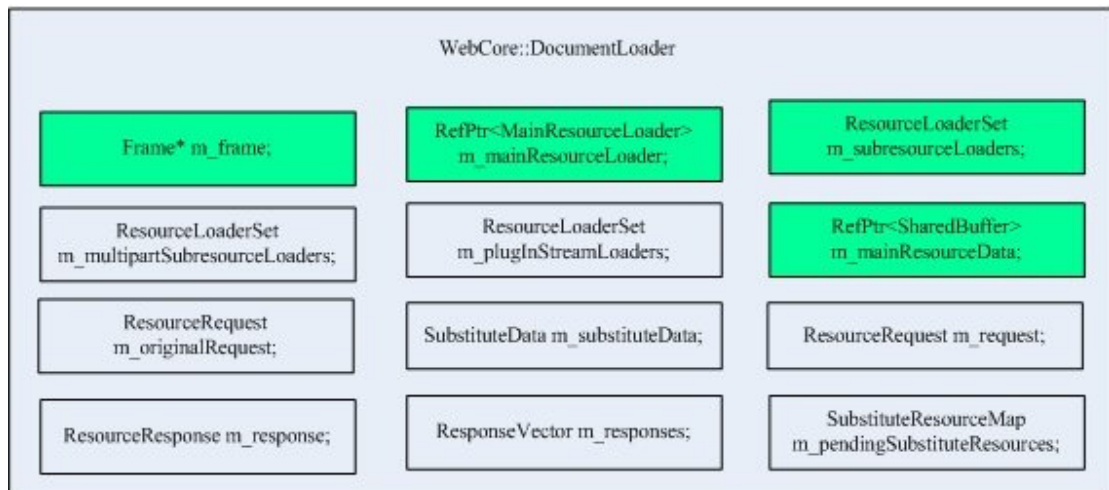 WebCore::DocumentLoader
Frame* m_frame;
RefPtr<MainResourceLoader>
m_mainResourceLoader;
ResourceLoaderSet
m_subresourceLoaders;
ResourceLoaderSet
m_multipartSubresourceLoaders;
ResourceLoaderSet
m_plugInStreamLoaders;
RefPtr<SharedBuffer>
m_mainResourceData;
ResourceRequest
m_originalRequest;
SubstituteData m_substituteData;
ResourceRequest m_request;
ResourceResponse m_response;
ResponseVector m_responses;
SubstituteResourceMap
m_pendingSubstituteResources;